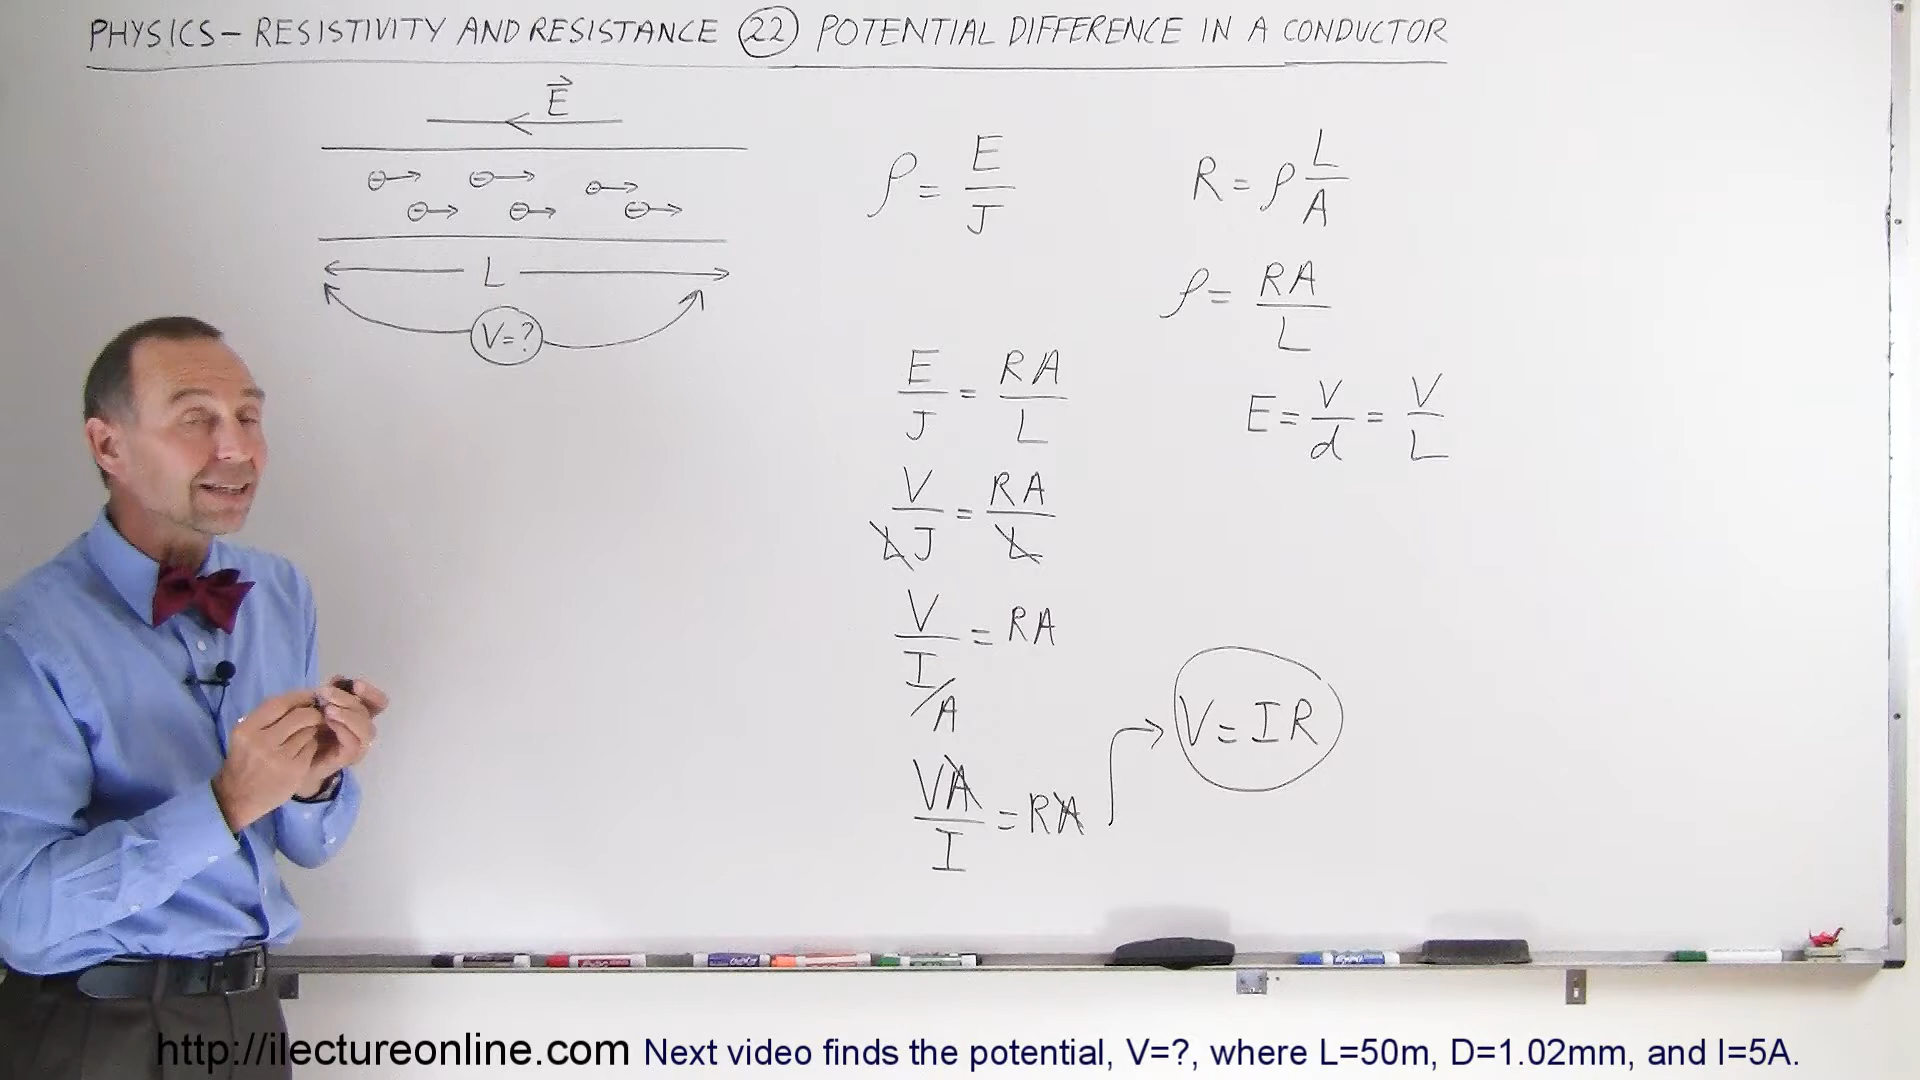 PHYSICS – RESISTIVITY AND RESISTANCE (22) POTENTIAL DIFFERENCE IN A CONDUCTOR
E⃗
⊖→ ⊖→ ⊖→
⊖→ ⊖→ ⊖→
L
V=?
ρ = E/J
E/J = RA/L
V/LJ = RA/L
V/(I/A) = RA
VA/I = RA
R = ρ L/A
ρ = RA/L
E = V/d = V/L
V = IR
http://ilectureonline.com Next video finds the potential, V=?, where L=50m, D=1.02mm, and I=5A.